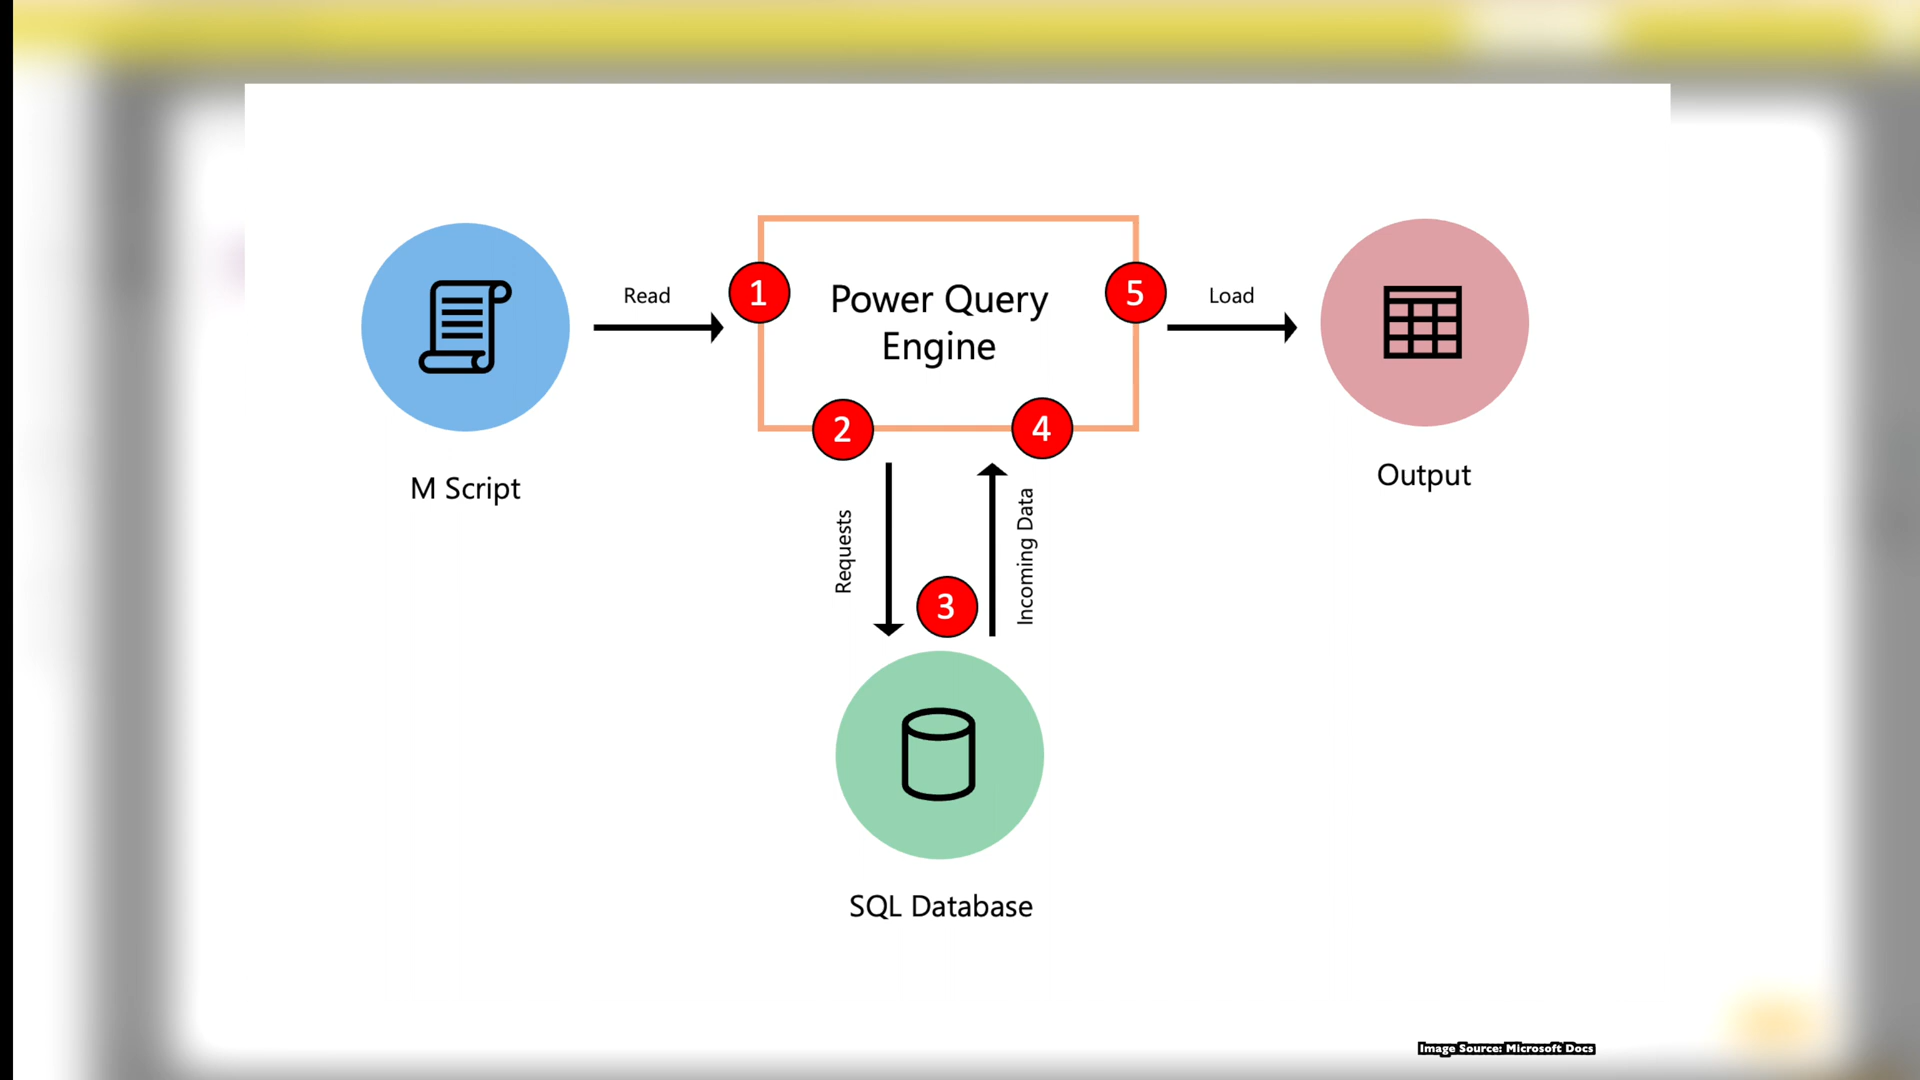 Read
1
Power Query
Engine
5
Load
2
4
M Script
Output
Requests
Incoming Data
3
SQL Database
Image Source: Microsoft Docs